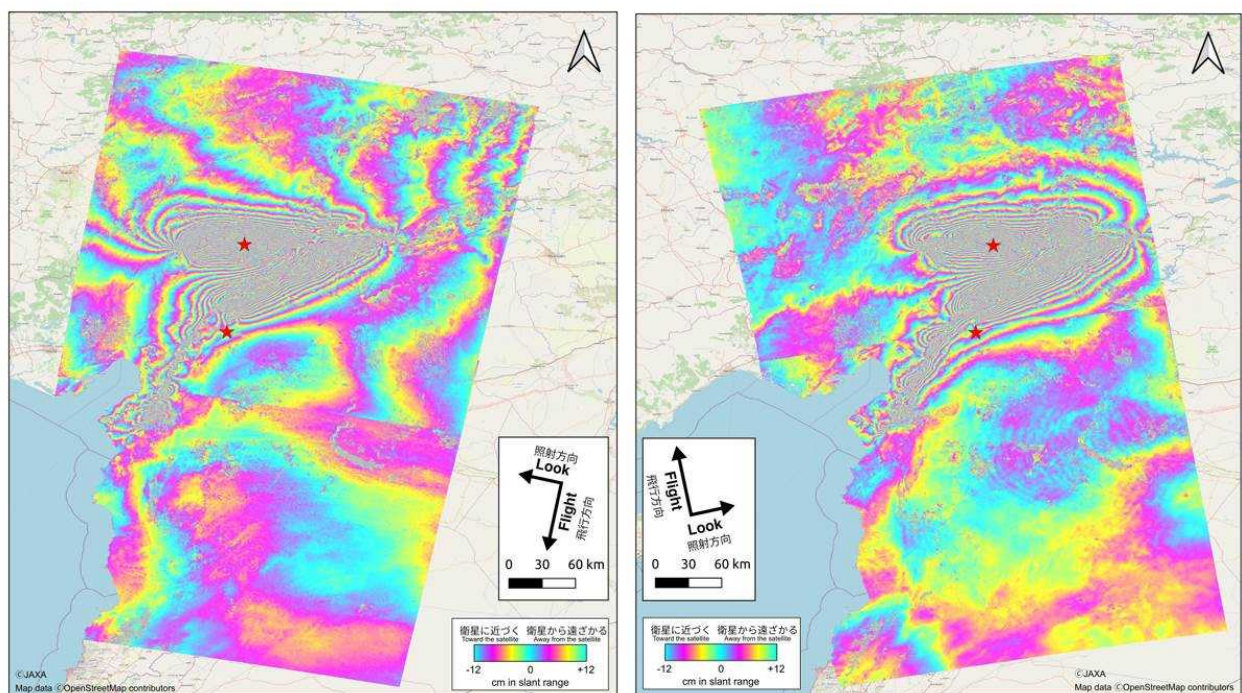 照射方向
Look
Flight
飛行方向
0 30 60 km
衛星に近づく 衛星から遠ざかる
Toward the satellite Away from the satellite
-12 0 +12
cm in slant range
©JAXA
Map data ©OpenStreetMap contributors
Flight
飛行方向
Look
照射方向
0 30 60 km
衛星に近づく 衛星から遠ざかる
Toward the satellite Away from the satellite
-12 0 +12
cm in slant range
©JAXA
Map data ©OpenStreetMap contributors